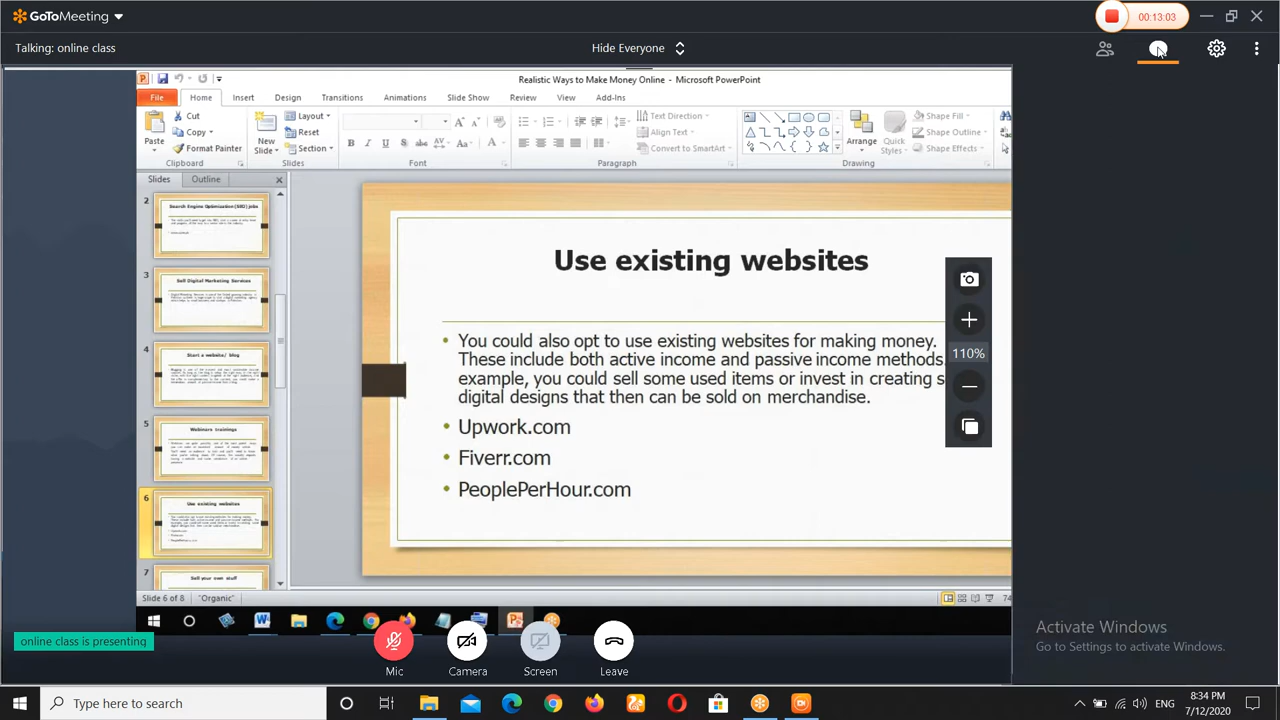 GoToMeeting
00:13:03
Talking: online class
Hide Everyone
Realistic Ways to Make Money Online - Microsoft PowerPoint
File
Home
Insert
Design
Transitions
Animations
Slide Show
Review
View
Add-Ins
Paste
Cut
Copy
Format Painter
Clipboard
New
Slide
Layout
Reset
Section
Slides
Font
Text Direction
Align Text
Convert to SmartArt
Paragraph
Arrange
Quick
Styles
Shape Fill
Shape Outline
Shape Effects
Drawing
Slides
Outline
2
Search Engine Optimization (SEO) jobs
3
Sell Digital Marketing Services
4
Start a website/ blog
5
Webinars trainings
6
Use existing websites
7
Sell your own stuff
Use existing websites
• You could also opt to use existing websites for making money.
These include both active income and passive income methods.
example, you could sell some used items or invest in creating s
digital designs that then can be sold on merchandise.
• Upwork.com
• Fiverr.com
• PeoplePerHour.com
110%
Slide 6 of 8
"Organic"
74
online class is presenting
Mic
Camera
Screen
Leave
Activate Windows
Go to Settings to activate Windows.
Type here to search
ENG
8:34 PM
7/12/2020